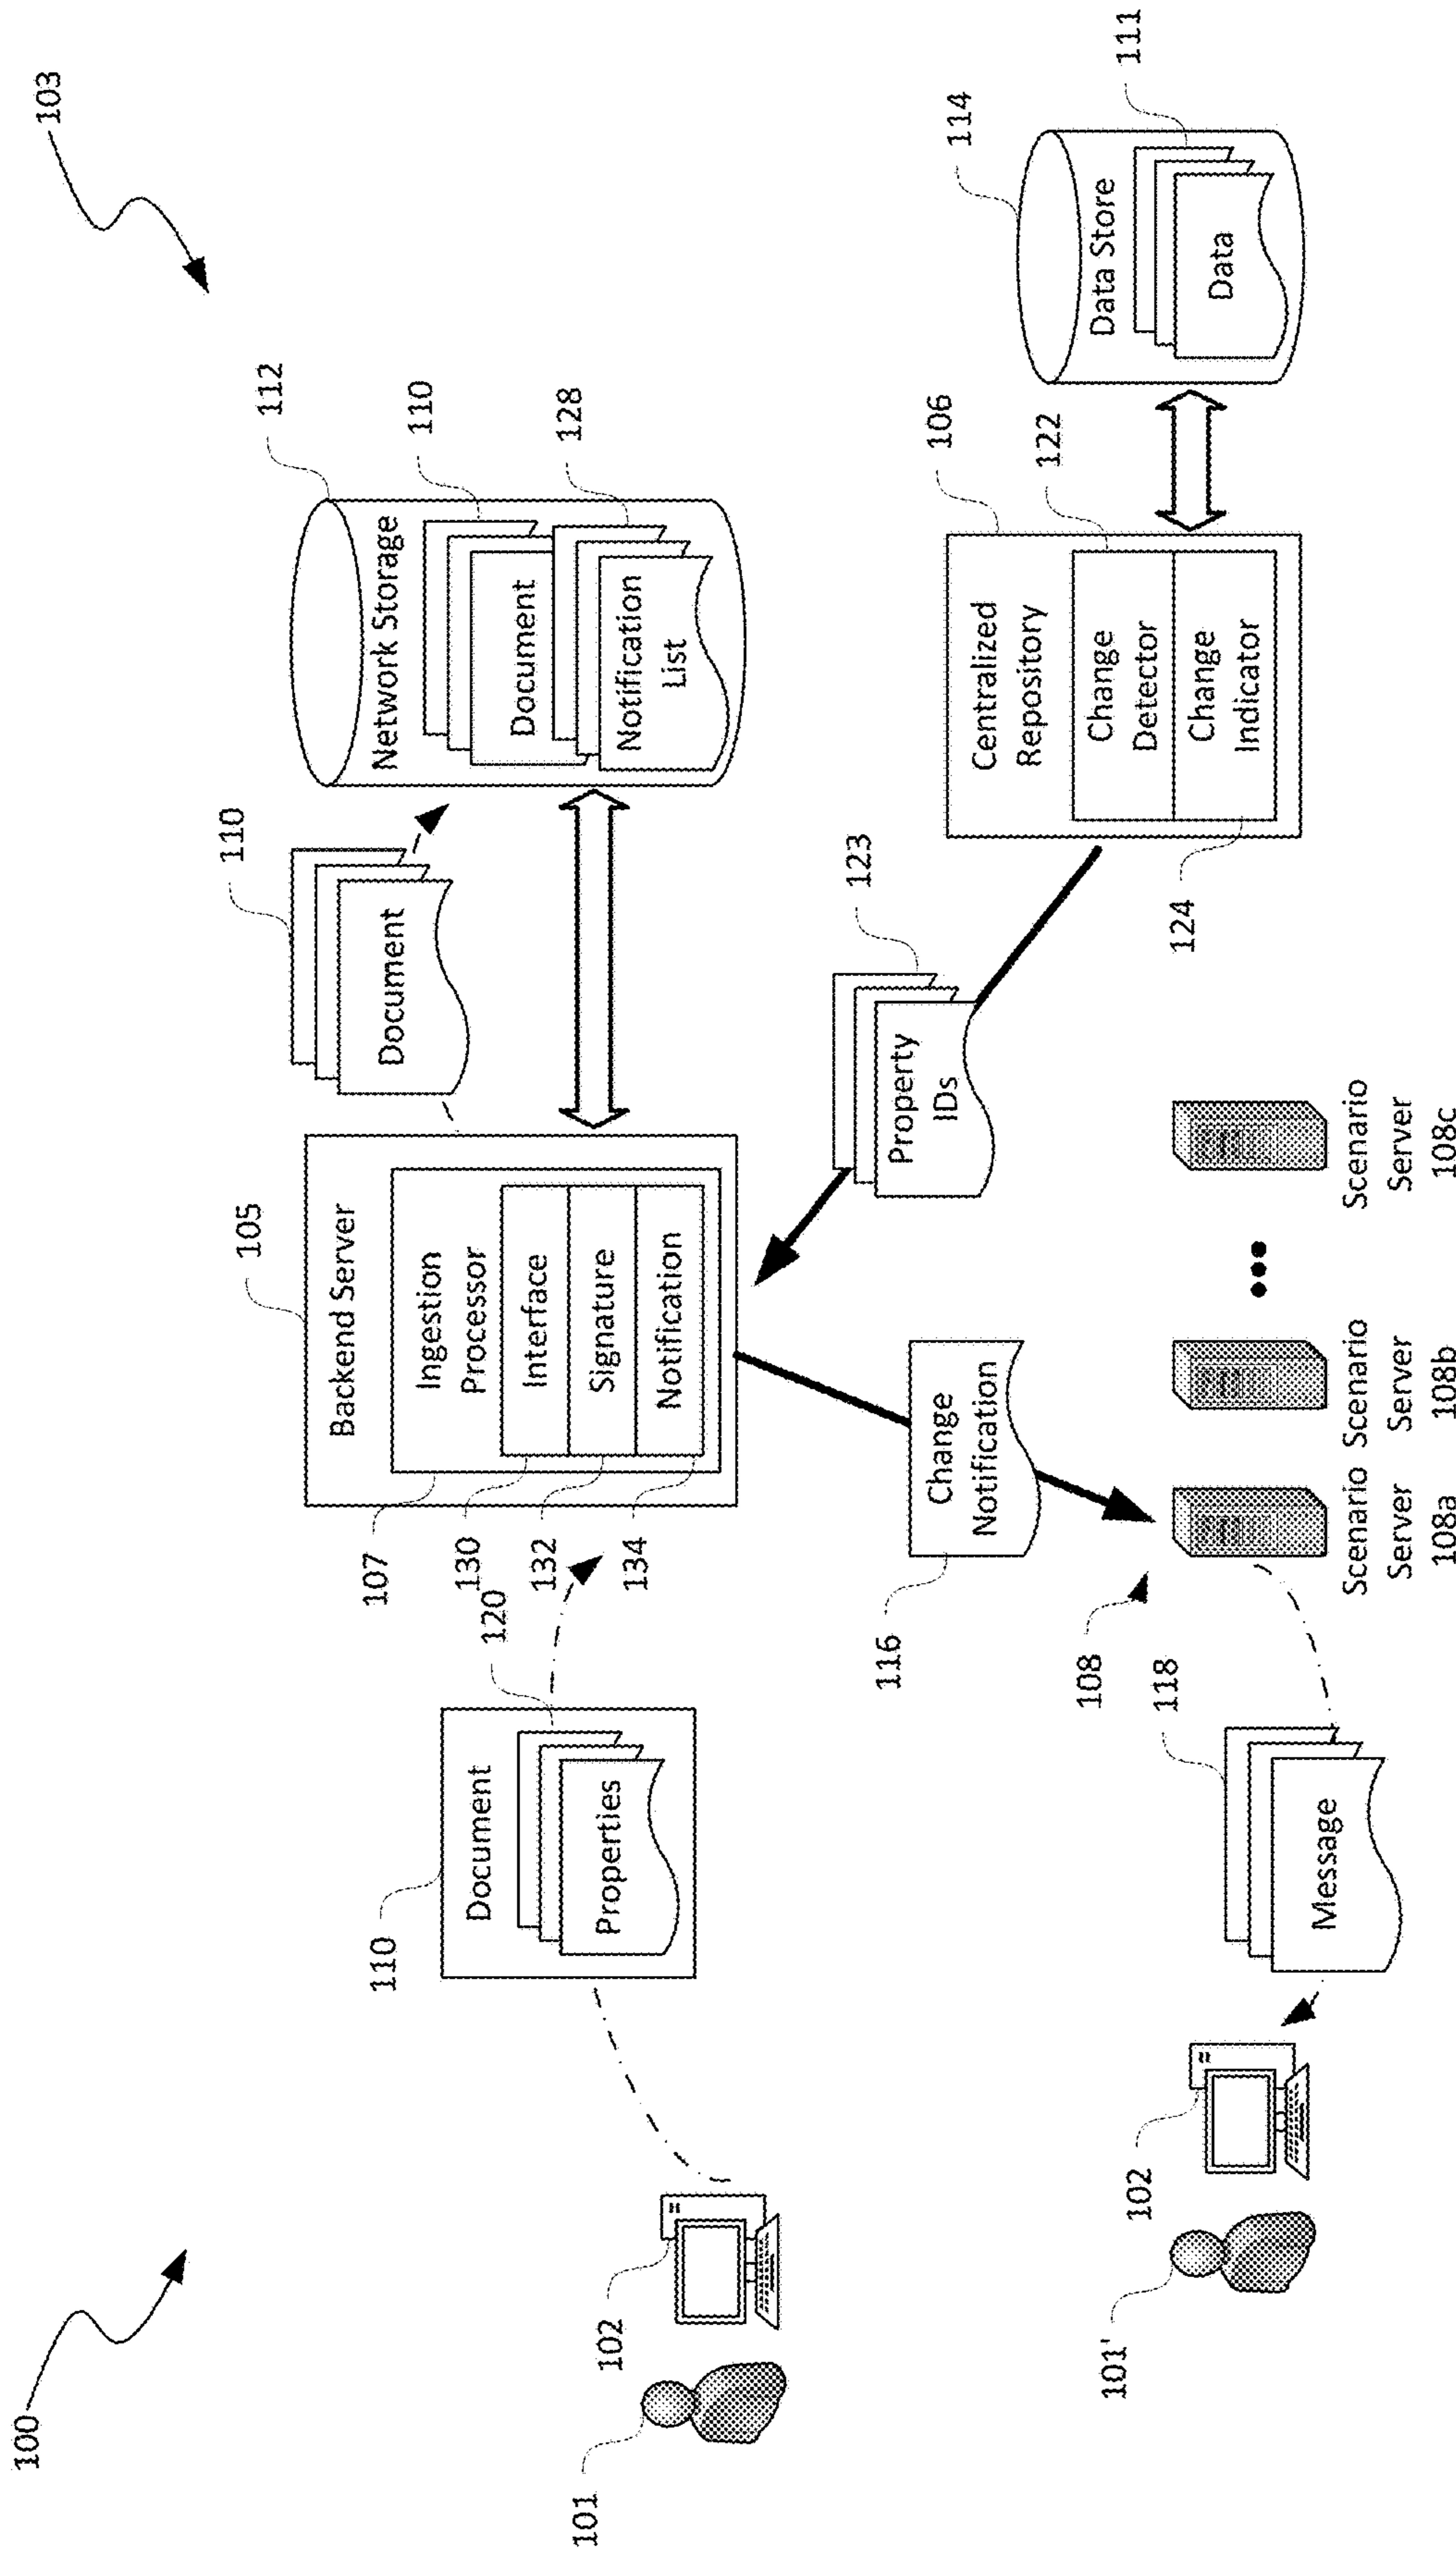 100
103
112
Network Storage
110
Document
128
Notification
List
110
Document
105
Backend Server
Ingestion
Processor
Interface
Signature
Notification
107
130
132
134
120
110
Document
Properties
102
101
114
Data Store
111
Data
106
122
Centralized
Repository
Change
Detector
Change
Indicator
124
123
Property
IDs
Change
Notification
116
108
Scenario
Server
108a
Scenario
Server
108b
Scenario
Server
108c
118
Message
102
101'